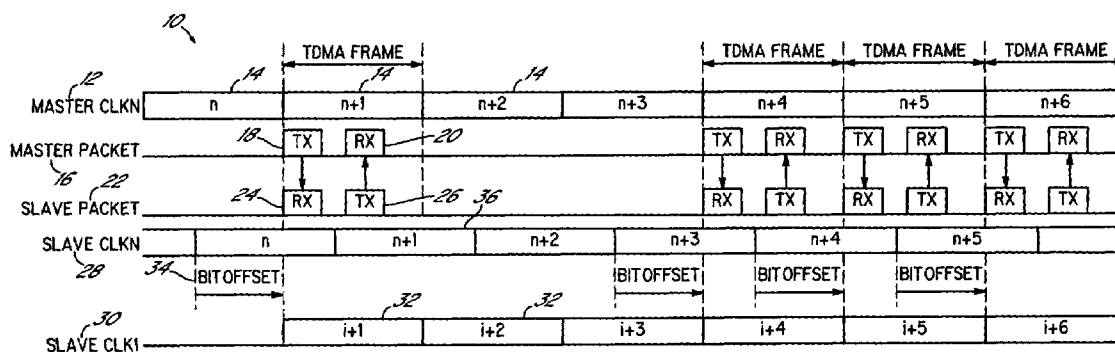 10
TDMA FRAME TDMA FRAME TDMA FRAME TDMA FRAME
12 14 14 14
MASTER CLKN n n+1 n+2 n+3 n+4 n+5 n+6
18 TX RX 20 TX RX TX RX TX RX
MASTER PACKET
16 22 24 RX TX 26 RX TX RX TX RX TX
SLAVE PACKET
36
SLAVE CLKN n n+1 n+2 n+3 n+4 n+5
28
34 BIT OFFSET BIT OFFSET BIT OFFSET BIT OFFSET
30 32 32
SLAVE CLK1 i+1 i+2 i+3 i+4 i+5 i+6